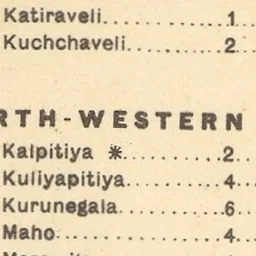 Katiraveli..............1
Kuchchaveli..........2
RTH-WESTERN
Kalpitiya *..........2
Kuliyapitiya..........4
Kurunegala............6
Maho..................4